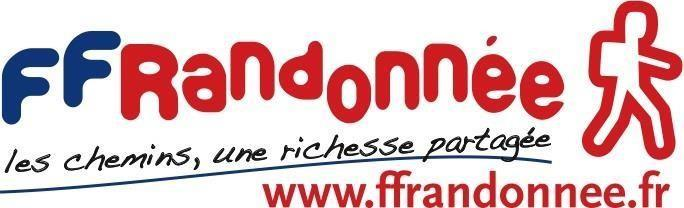 FFRandonnée
les chemins, une richesse partagée
www.ffrandonnee.fr